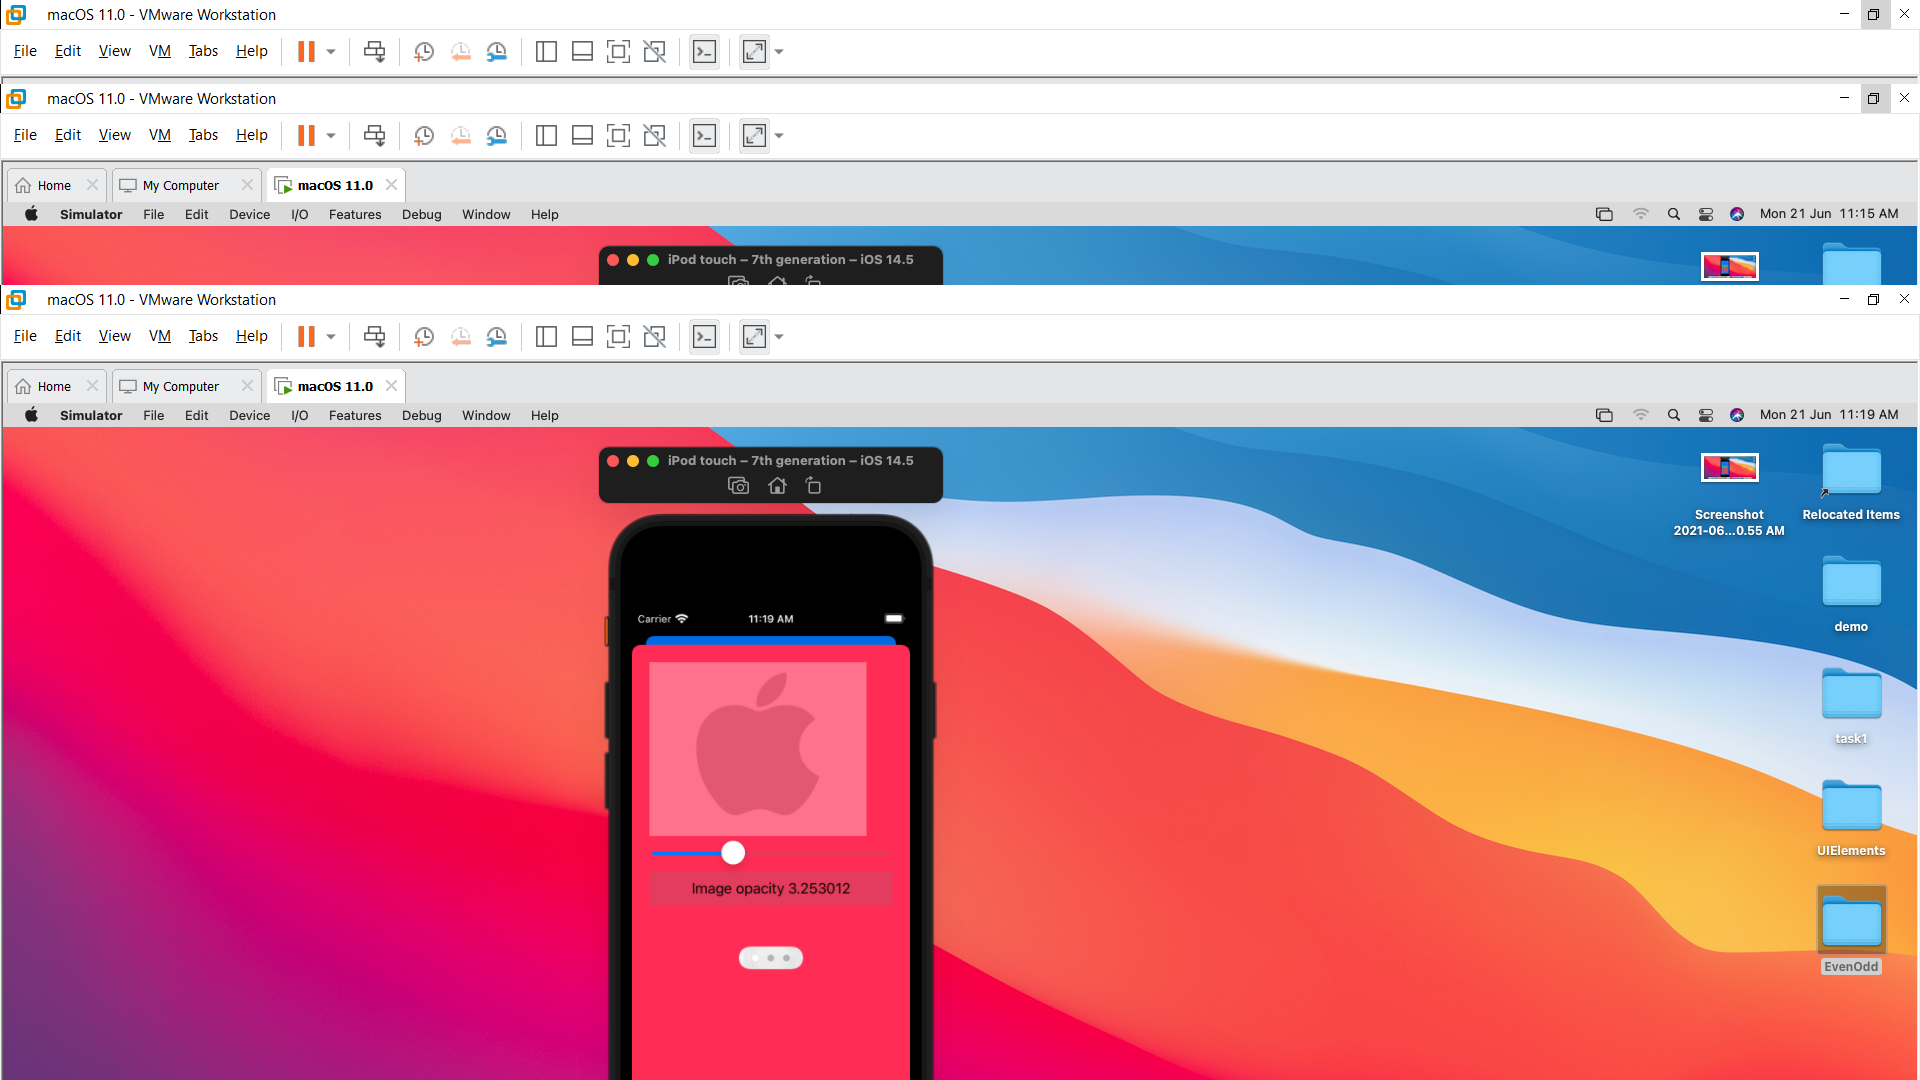 macOS 11.0 - VMware Workstation
File Edit View VM Tabs Help
macOS 11.0 - VMware Workstation
File Edit View VM Tabs Help
Home My Computer macOS 11.0
Simulator File Edit Device I/O Features Debug Window Help Mon 21 Jun 11:15 AM
iPod touch – 7th generation – iOS 14.5
macOS 11.0 - VMware Workstation
File Edit View VM Tabs Help
Home My Computer macOS 11.0
Simulator File Edit Device I/O Features Debug Window Help Mon 21 Jun 11:19 AM
iPod touch – 7th generation – iOS 14.5
Screenshot
2021-06...0.55 AM
Relocated Items
demo
Carrier 11:19 AM
task1
UIElements
Image opacity 3.253012
EvenOdd